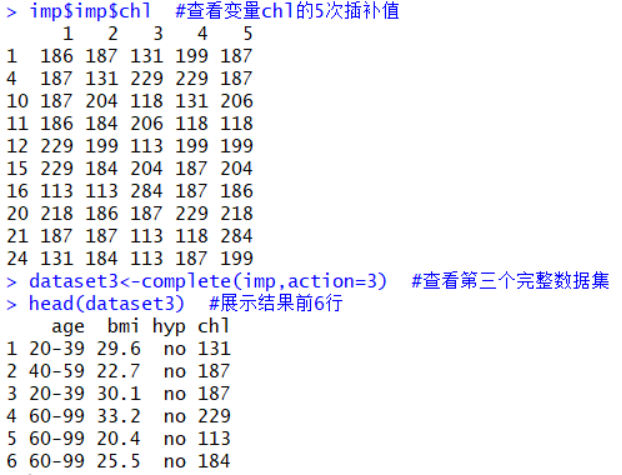 > imp$imp$chl  #查看变量chl的5次插补值
     1   2   3   4   5
1  186 187 131 199 187
4  187 131 229 229 187
10 187 204 118 131 206
11 186 184 206 118 118
12 229 199 113 199 199
15 229 184 204 187 204
16 113 113 284 187 186
20 218 186 187 229 218
21 187 187 113 118 284
24 131 184 113 187 199
> dataset3<-complete(imp,action=3)  #查看第三个完整数据集
> head(dataset3)  #展示结果前6行
    age  bmi hyp chl
1 20-39 29.6  no 131
2 40-59 22.7  no 187
3 20-39 30.1  no 187
4 60-99 33.2  no 229
5 60-99 20.4  no 113
6 60-99 25.5  no 184